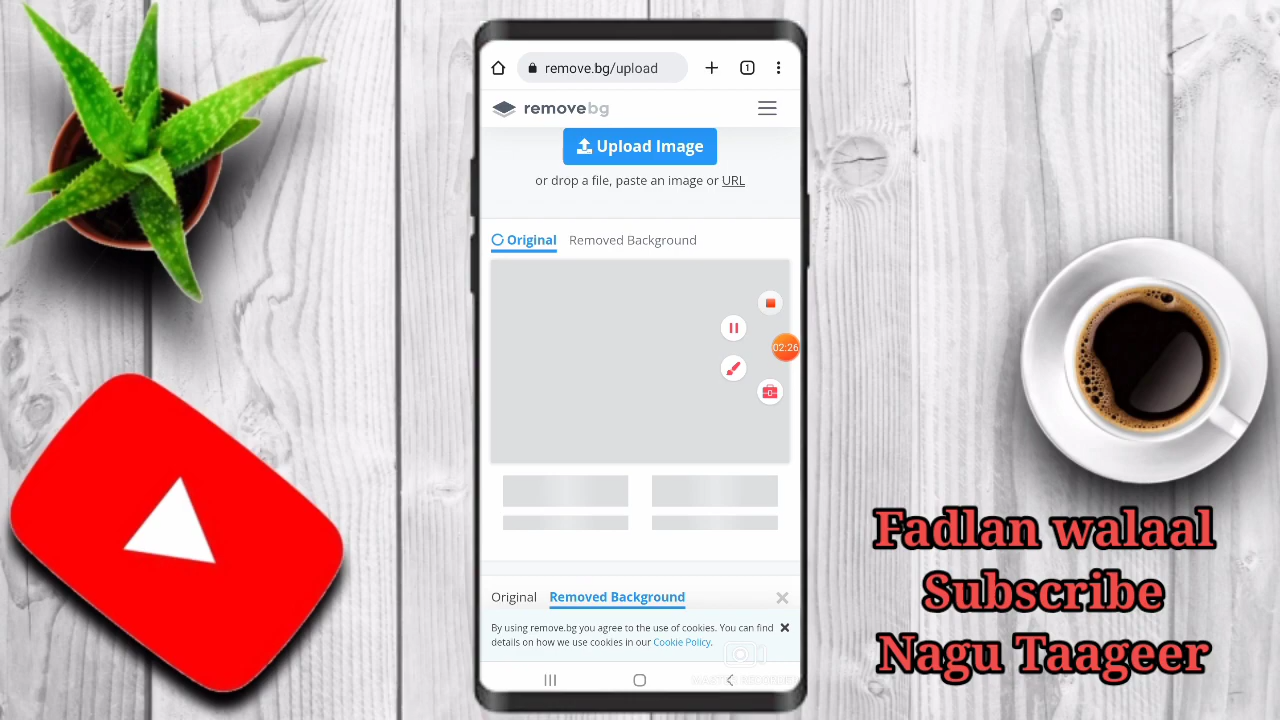 remove.bg/upload
1
removebg
Upload Image
or drop a file, paste an image or URL
Original Removed Background
02:26
Original Removed Background
By using remove.bg you agree to the use of cookies. You can find
details on how we use cookies in our Cookie Policy.
Fadlan walaal
Subscribe
Nagu Taageer